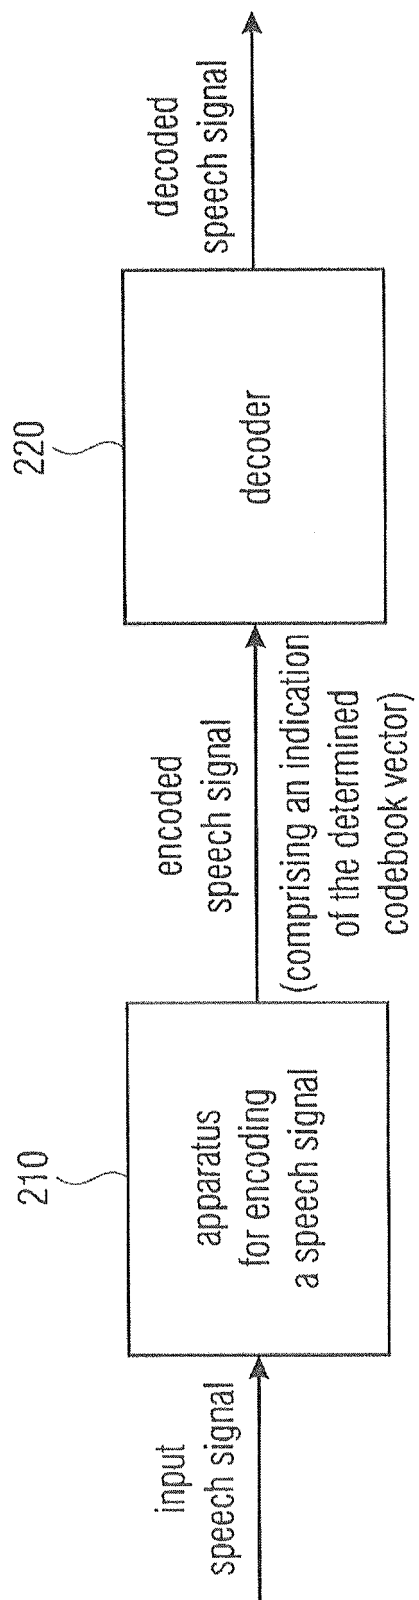 input
speech signal
210
apparatus
for encoding
a speech signal
encoded
speech signal
(comprising an indication
of the determined
codebook vector)
220
decoder
decoded
speech signal